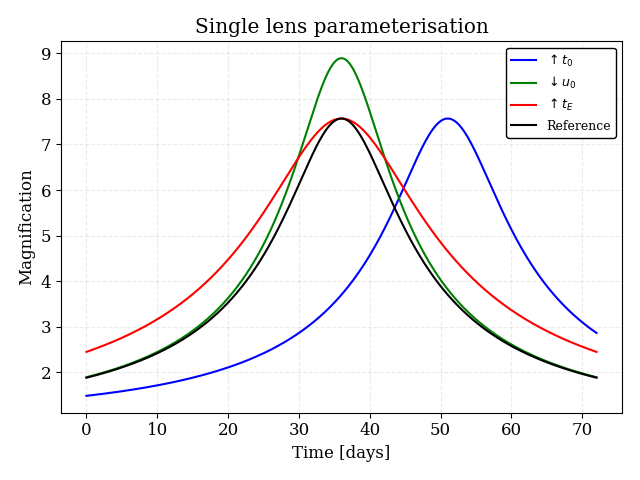 Single lens parameterisation
↑ t₀
↓ u₀
↑ t_E
Reference
Magnification
9
8
7
6
5
4
3
2
0 10 20 30 40 50 60 70
Time [days]